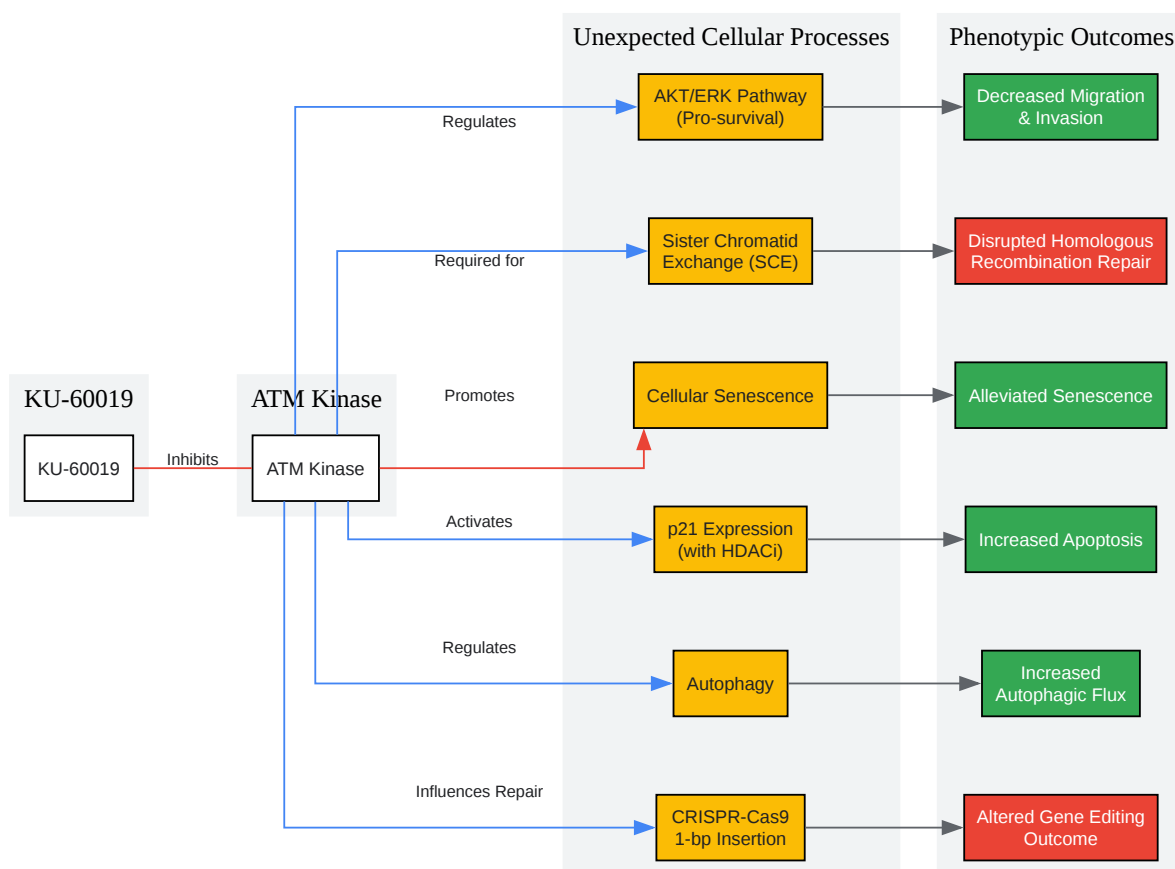 Unexpected Cellular Processes
Phenotypic Outcomes
Regulates
AKT/ERK Pathway
(Pro-survival)
Decreased Migration
& Invasion
Required for
Sister Chromatid
Exchange (SCE)
Disrupted Homologous
Recombination Repair
KU-60019
ATM Kinase
Promotes
Cellular Senescence
Alleviated Senescence
KU-60019
Inhibits
ATM Kinase
Activates
p21 Expression
(with HDACi)
Increased Apoptosis
Regulates
Autophagy
Increased
Autophagic Flux
Influences Repair
CRISPR-Cas9
1-bp Insertion
Altered Gene Editing
Outcome